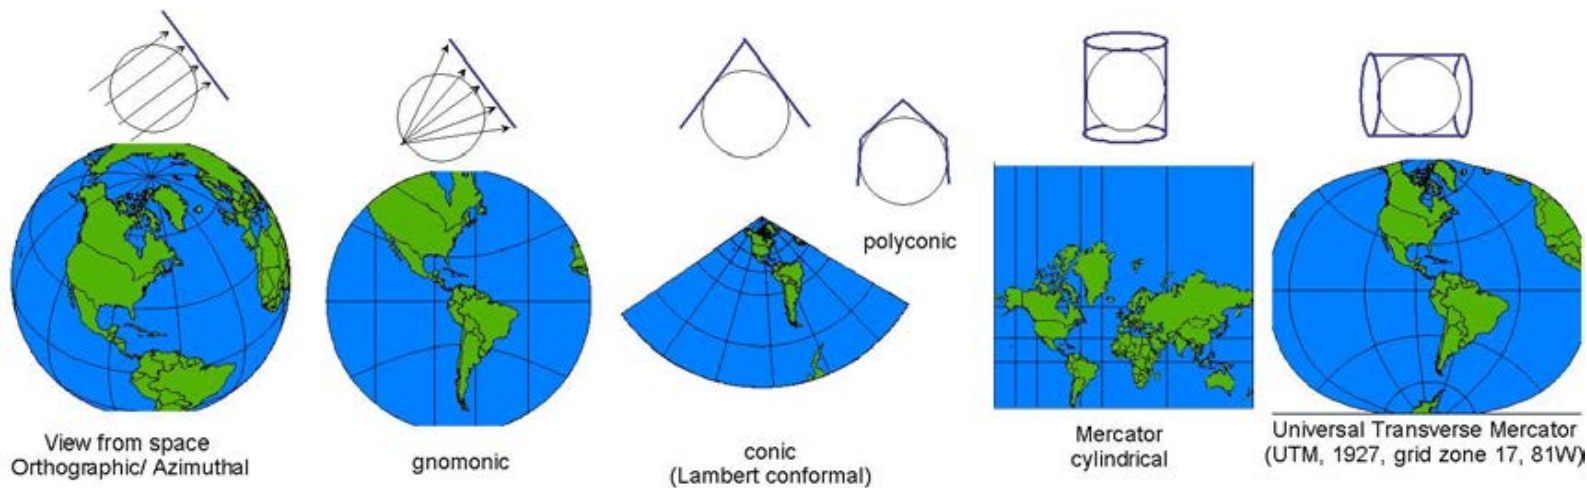 View from space
Orthographic/ Azimuthal
gnomonic
conic
(Lambert conformal)
polyconic
Mercator
cylindrical
Universal Transverse Mercator
(UTM, 1927, grid zone 17, 81W)